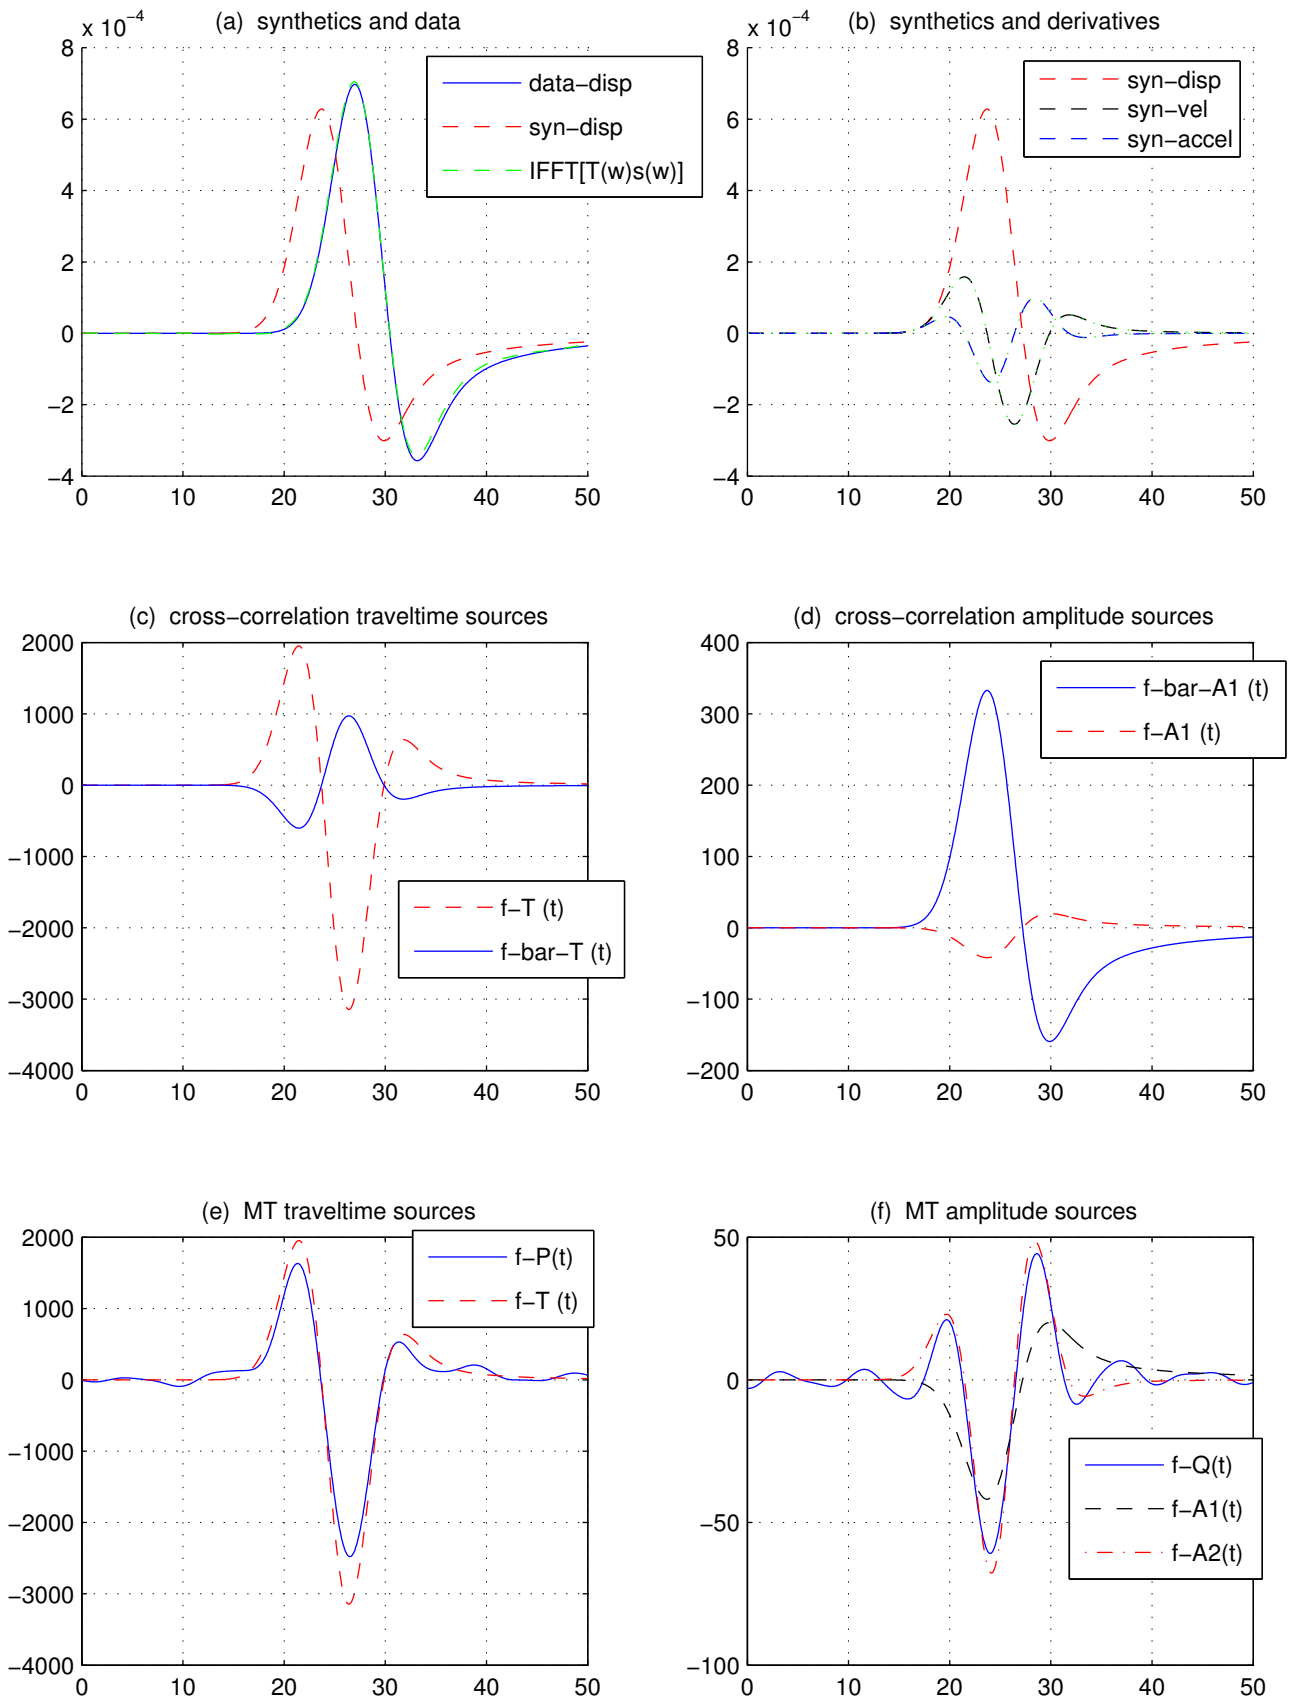 (a) synthetics and data
x 10−4
8
6
4
2
0
−2
−4
0 10 20 30 40 50
data−disp
syn−disp
IFFT[T(w)s(w)]
(b) synthetics and derivatives
x 10−4
8
6
4
2
0
−2
−4
0 10 20 30 40 50
syn−disp
syn−vel
syn−accel
(c) cross−correlation traveltime sources
2000
1000
0
−1000
−2000
−3000
−4000
0 10 20 30 40 50
f−T (t)
f−bar−T (t)
(d) cross−correlation amplitude sources
400
300
200
100
0
−100
−200
0 10 20 30 40 50
f−bar−A1 (t)
f−A1 (t)
(e) MT traveltime sources
2000
1000
0
−1000
−2000
−3000
−4000
0 10 20 30 40 50
f−P(t)
f−T (t)
(f) MT amplitude sources
50
0
−50
−100
0 10 20 30 40 50
f−Q(t)
f−A1(t)
f−A2(t)